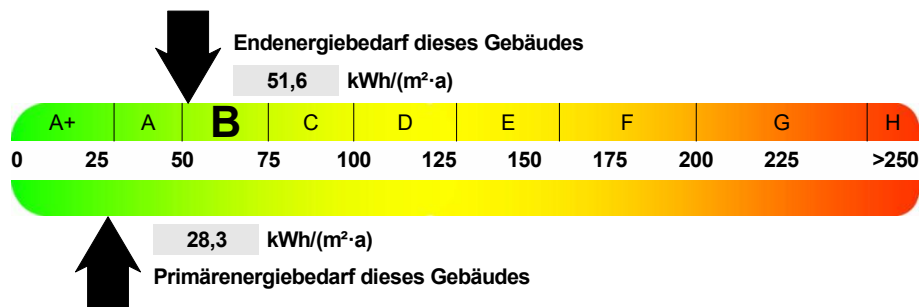 Endenergiebedarf dieses Gebäudes
51,6 kWh/(m²·a)
A+ A B C D E F G H
0 25 50 75 100 125 150 175 200 225 >250
28,3 kWh/(m²·a)
Primärenergiebedarf dieses Gebäudes